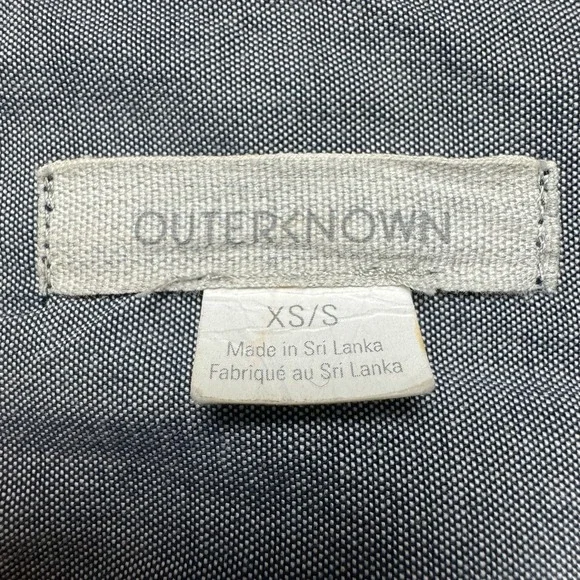 OUTERKNOWN
XS/S
Made in Sri Lanka
Fabriqué au Sri Lanka